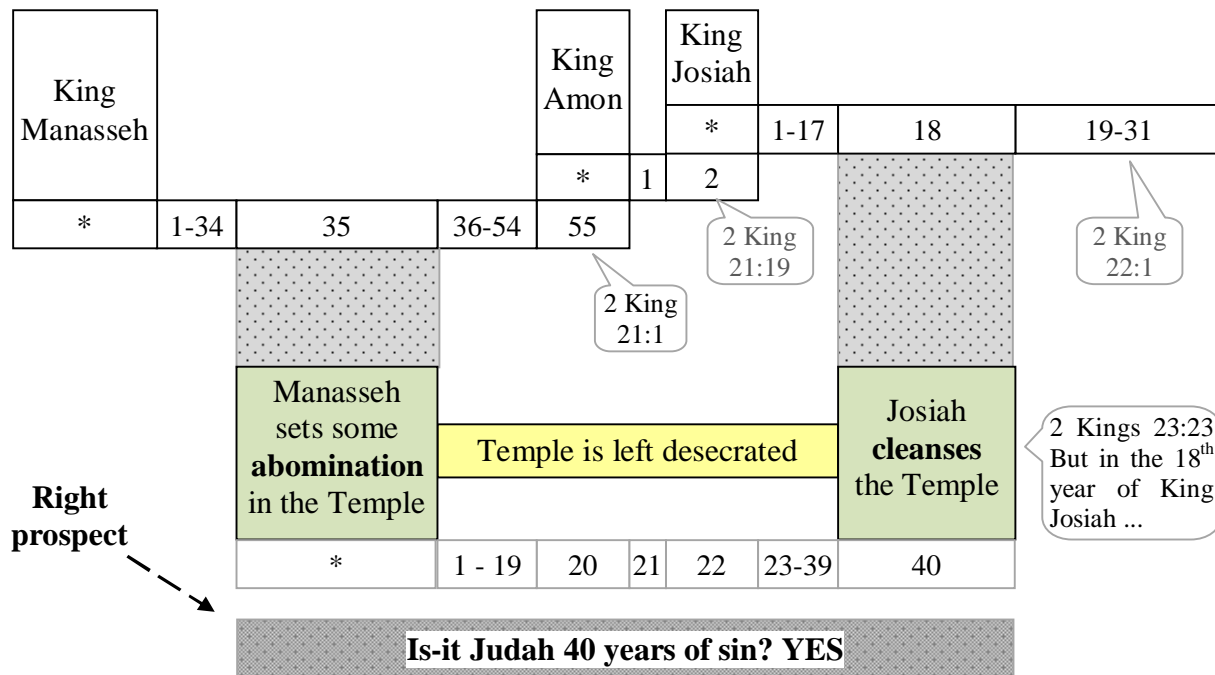 King
Manasseh
King
Amon
King
Josiah
* 1-17 18 19-31
* 1 2
* 1-34 35 36-54 55
2 King
21:19
2 King
22:1
2 King
21:1
Manasseh
sets some
abomination
in the Temple
Temple is left desecrated
Josiah
cleanses
the Temple
2 Kings 23:23
But in the 18th
year of King
Josiah ...
Right
prospect
* 1 - 19 20 21 22 23-39 40
Is-it Judah 40 years of sin? YES